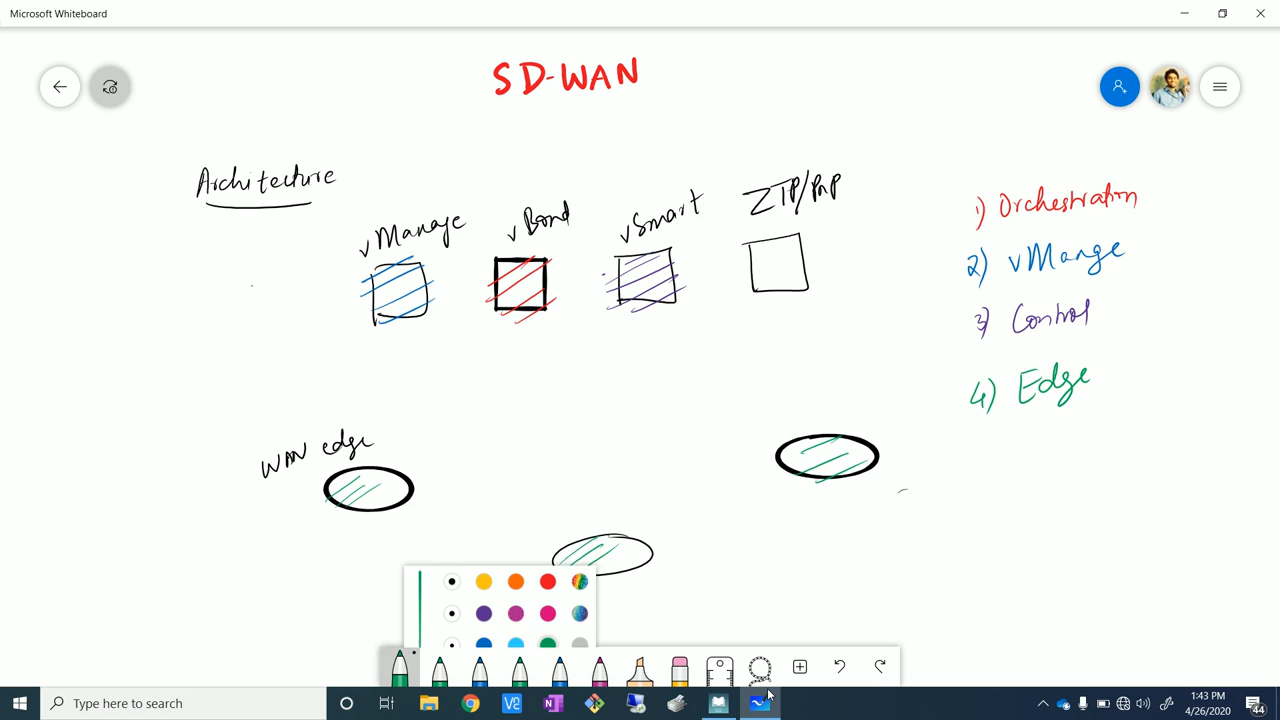 Microsoft Whiteboard
SD-WAN
Architecture
vManage
vBond
vSmart
ZTP/PnP
1) Orchestration
2) vMange
3) Control
4) Edge
WAN edge
Type here to search
1:43 PM
4/26/2020
44